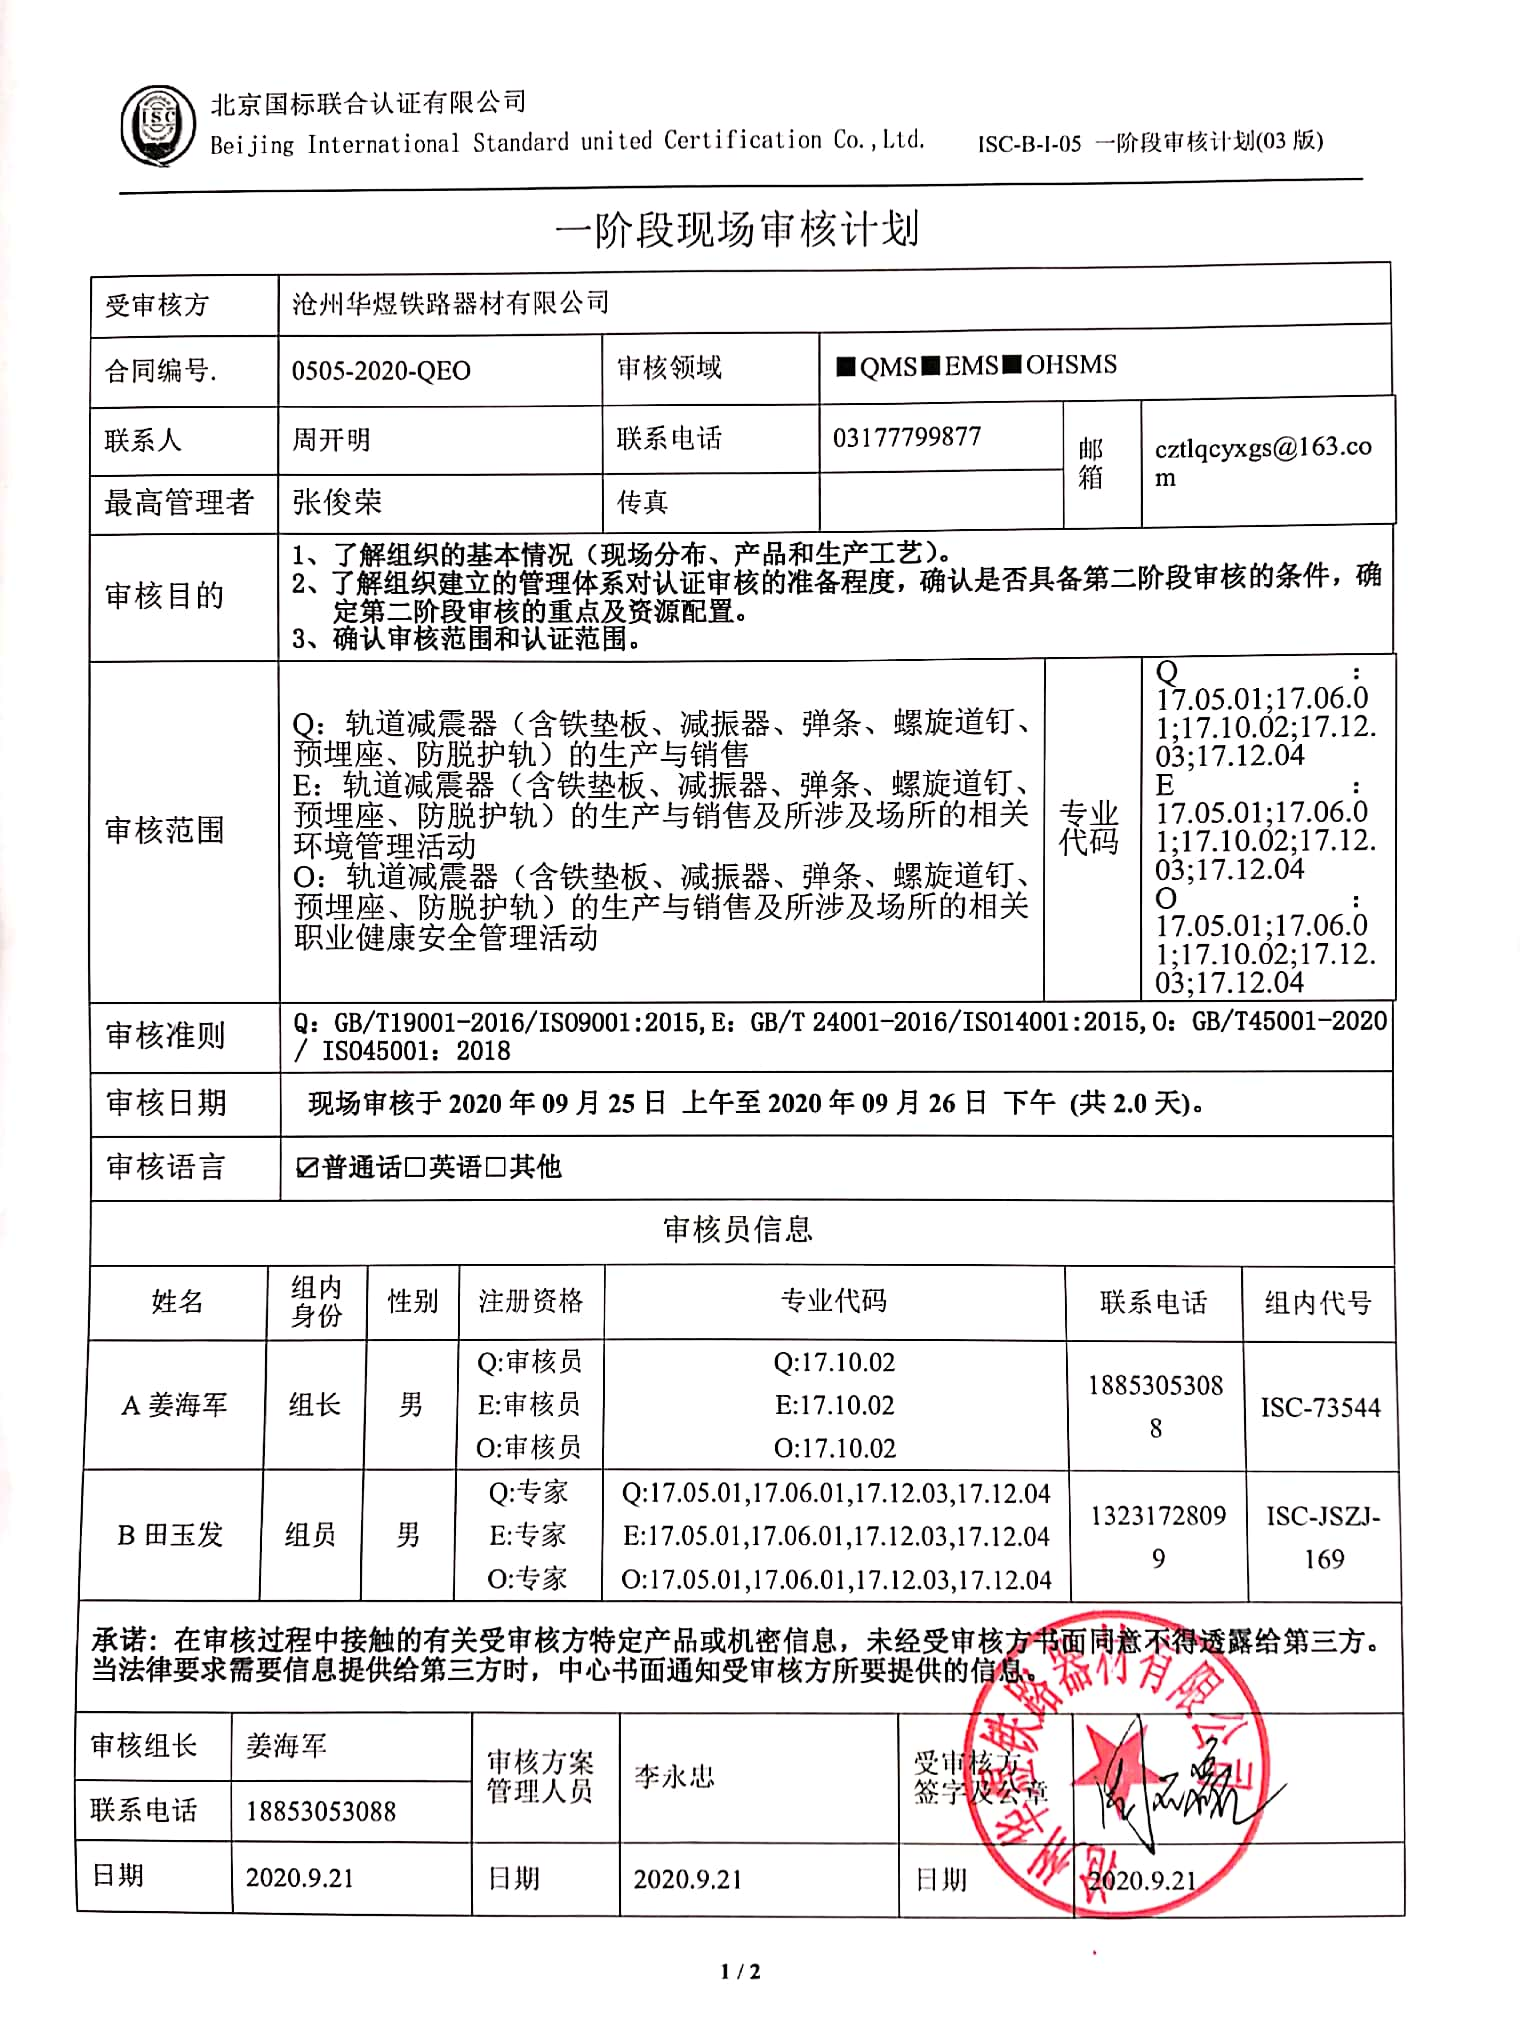 ISC
北京国标联合认证有限公司
Beijing International Standard united Certification Co.,Ltd.
ISC-B-I-05 一阶段审核计划(03 版)
一阶段现场审核计划
受审核方
沧州华煜铁路器材有限公司
合同编号.
0505-2020-QEO
审核领域
■QMS■EMS■OHSMS
联系人
周开明
联系电话
03177799877
邮
箱
cztlqcyxgs@163.co
m
最高管理者
张俊荣
传真
审核目的
1、了解组织的基本情况（现场分布、产品和生产工艺）。
2、了解组织建立的管理体系对认证审核的准备程度，确认是否具备第二阶段审核的条件，确
定第二阶段审核的重点及资源配置。
3、确认审核范围和认证范围。
审核范围
Q：轨道减震器（含铁垫板、减振器、弹条、螺旋道钉、
预埋座、防脱护轨）的生产与销售
E：轨道减震器（含铁垫板、减振器、弹条、螺旋道钉、
预埋座、防脱护轨）的生产与销售及所涉及场所的相关
环境管理活动
O：轨道减震器（含铁垫板、减振器、弹条、螺旋道钉、
预埋座、防脱护轨）的生产与销售及所涉及场所的相关
职业健康安全管理活动
专业
代码
Q ：
17.05.01;17.06.0
1;17.10.02;17.12.
03;17.12.04
E ：
17.05.01;17.06.0
1;17.10.02;17.12.
03;17.12.04
O ：
17.05.01;17.06.0
1;17.10.02;17.12.
03;17.12.04
审核准则
Q：GB/T19001-2016/ISO9001:2015,E：GB/T 24001-2016/ISO14001:2015,O：GB/T45001-2020
/ ISO45001：2018
审核日期
现场审核于 2020 年 09 月 25 日 上午至 2020 年 09 月 26 日 下午 (共 2.0 天)。
审核语言
☑普通话□英语□其他
审核员信息
姓名
组内
身份
性别
注册资格
专业代码
联系电话
组内代号
A 姜海军
组长
男
Q:审核员
E:审核员
O:审核员
Q:17.10.02
E:17.10.02
O:17.10.02
1885305308
8
ISC-73544
B 田玉发
组员
男
Q:专家
E:专家
O:专家
Q:17.05.01,17.06.01,17.12.03,17.12.04
E:17.05.01,17.06.01,17.12.03,17.12.04
O:17.05.01,17.06.01,17.12.03,17.12.04
1323172809
9
ISC-JSZJ-
169
承诺：在审核过程中接触的有关受审核方特定产品或机密信息，未经受审核方书面同意不得透露给第三方。
当法律要求需要信息提供给第三方时，中心书面通知受审核方所要提供的信息。
审核组长
姜海军
审核方案
管理人员
李永忠
受审核方
签字及公章
沧州华煜铁路器材有限公司
联系电话
18853053088
日期
2020.9.21
日期
2020.9.21
日期
2020.9.21
1 / 2